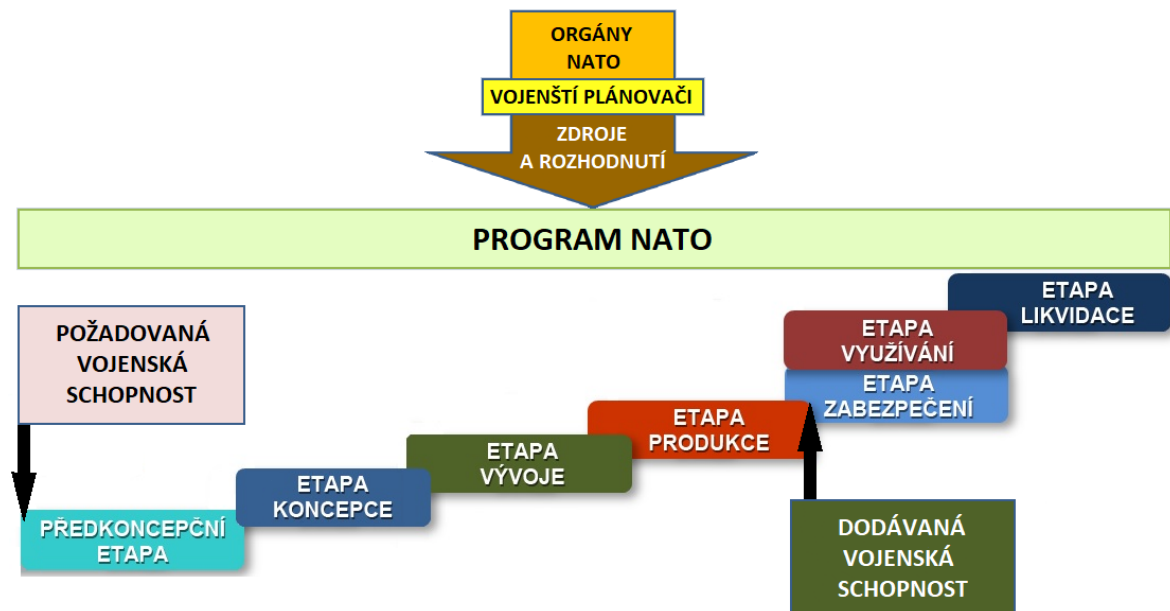 ORGÁNY
NATO
VOJENŠTÍ PLÁNOVAČI
ZDROJE
A ROZHODNUTÍ
PROGRAM NATO
POŽADOVANÁ
VOJENSKÁ
SCHOPNOST
PŘEDKONCEPČNÍ
ETAPA
ETAPA
KONCEPCE
ETAPA
VÝVOJE
ETAPA
PRODUKCE
ETAPA
VYUŽÍVÁNÍ
ETAPA
ZABEZPEČENÍ
ETAPA
LIKVIDACE
DODÁVANÁ
VOJENSKÁ
SCHOPNOST